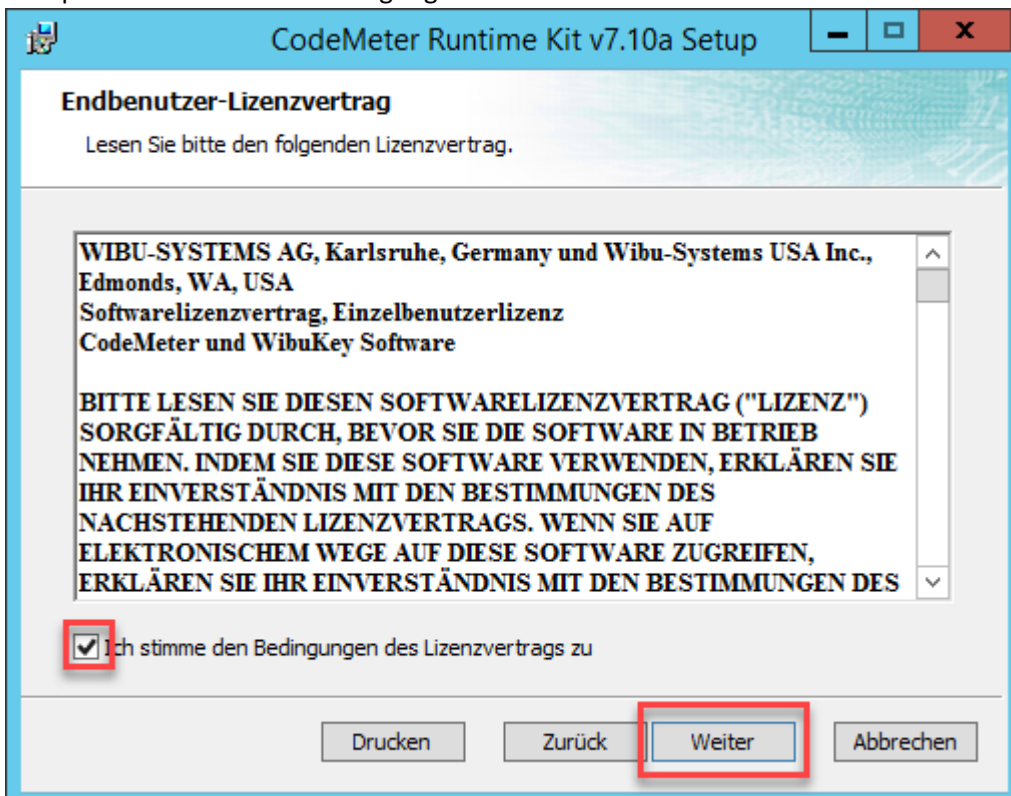 CodeMeter Runtime Kit v7.10a Setup
Endbenutzer-Lizenzvertrag
Lesen Sie bitte den folgenden Lizenzvertrag.
WIBU-SYSTEMS AG, Karlsruhe, Germany und Wibu-Systems USA Inc.,
Edmonds, WA, USA
Softwarelizenzvertrag, Einzelbenutzerlizenz
CodeMeter und WibuKey Software
BITTE LESEN SIE DIESEN SOFTWARELIZENZVERTRAG ("LIZENZ")
SORGFÄLTIG DURCH, BEVOR SIE DIE SOFTWARE IN BETRIEB
NEHMEN. INDEM SIE DIESE SOFTWARE VERWENDEN, ERKLÄREN SIE
IHR EINVERSTÄNDNIS MIT DEN BESTIMMUNGEN DES
NACHSTEHENDEN LIZENZVERTRAGS. WENN SIE AUF
ELEKTRONISCHEM WEGE AUF DIESE SOFTWARE ZUGREIFEN,
ERKLÄREN SIE IHR EINVERSTÄNDNIS MIT DEN BESTIMMUNGEN DES
Ich stimme den Bedingungen des Lizenzvertrags zu
Drucken Zurück Weiter Abbrechen